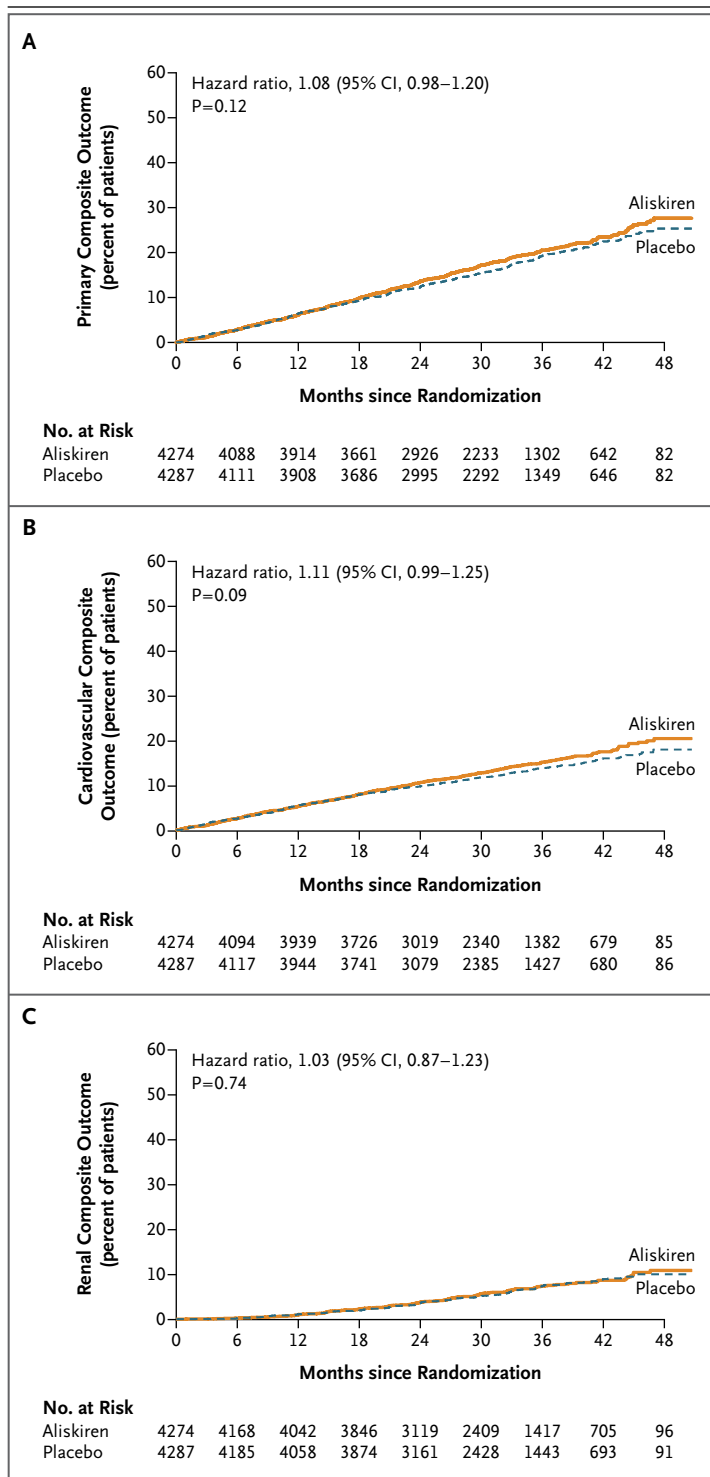 A
Primary Composite Outcome
(percent of patients)
60
50
40
30
20
10
0
Hazard ratio, 1.08 (95% CI, 0.98–1.20)
P=0.12
Aliskiren
Placebo
0 6 12 18 24 30 36 42 48
Months since Randomization
No. at Risk
Aliskiren 4274 4088 3914 3661 2926 2233 1302 642 82
Placebo 4287 4111 3908 3686 2995 2292 1349 646 82
B
Cardiovascular Composite
Outcome (percent of patients)
60
50
40
30
20
10
0
Hazard ratio, 1.11 (95% CI, 0.99–1.25)
P=0.09
Aliskiren
Placebo
0 6 12 18 24 30 36 42 48
Months since Randomization
No. at Risk
Aliskiren 4274 4094 3939 3726 3019 2340 1382 679 85
Placebo 4287 4117 3944 3741 3079 2385 1427 680 86
C
Renal Composite Outcome
(percent of patients)
60
50
40
30
20
10
0
Hazard ratio, 1.03 (95% CI, 0.87–1.23)
P=0.74
Aliskiren
Placebo
0 6 12 18 24 30 36 42 48
Months since Randomization
No. at Risk
Aliskiren 4274 4168 4042 3846 3119 2409 1417 705 96
Placebo 4287 4185 4058 3874 3161 2428 1443 693 91